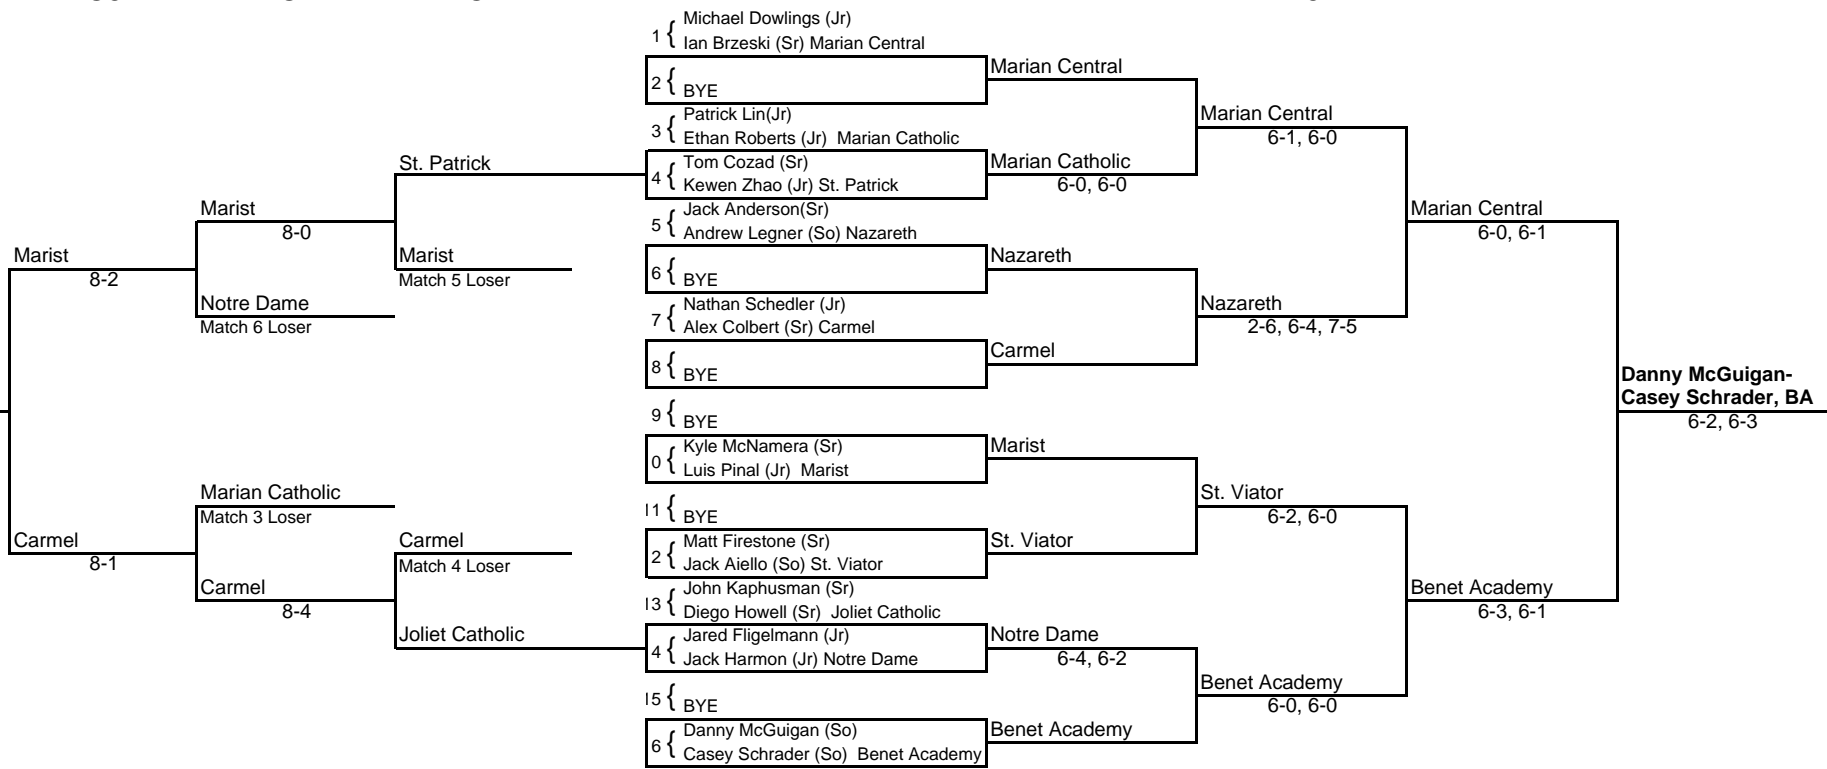 Michael Dowlings (Jr)
1 { Ian Brzeski (Sr) Marian Central
Marian Central
2 { BYE
Patrick Lin(Jr)
Marian Central
3 { Ethan Roberts (Jr)  Marian Catholic
6-1, 6-0
St. Patrick
Tom Cozad (Sr)
Marian Catholic
4 { Kewen Zhao (Jr) St. Patrick
6-0, 6-0
Marist
Jack Anderson(Sr)
Marian Central
8-0
5 { Andrew Legner (So) Nazareth
6-0, 6-1
Marist
Marist
Nazareth
8-2
Match 5 Loser
6 { BYE
Notre Dame
Nathan Schedler (Jr)
Nazareth
Match 6 Loser
7 { Alex Colbert (Sr) Carmel
2-6, 6-4, 7-5
Carmel
8 { BYE
Danny McGuigan-
Casey Schrader, BA
9 { BYE
6-2, 6-3
Kyle McNamera (Sr)
Marist
0 { Luis Pinal (Jr)  Marist
Marian Catholic
St. Viator
Match 3 Loser
11 { BYE
6-2, 6-0
Carmel
Carmel
Matt Firestone (Sr)
St. Viator
8-1
Match 4 Loser
2 { Jack Aiello (So) St. Viator
Carmel
John Kaphusman (Sr)
Benet Academy
8-4
13 { Diego Howell (Sr)  Joliet Catholic
6-3, 6-1
Joliet Catholic
Jared Fligelmann (Jr)
Notre Dame
4 { Jack Harmon (Jr) Notre Dame
6-4, 6-2
Benet Academy
15 { BYE
6-0, 6-0
Danny McGuigan (So)
Benet Academy
6 { Casey Schrader (So)  Benet Academy